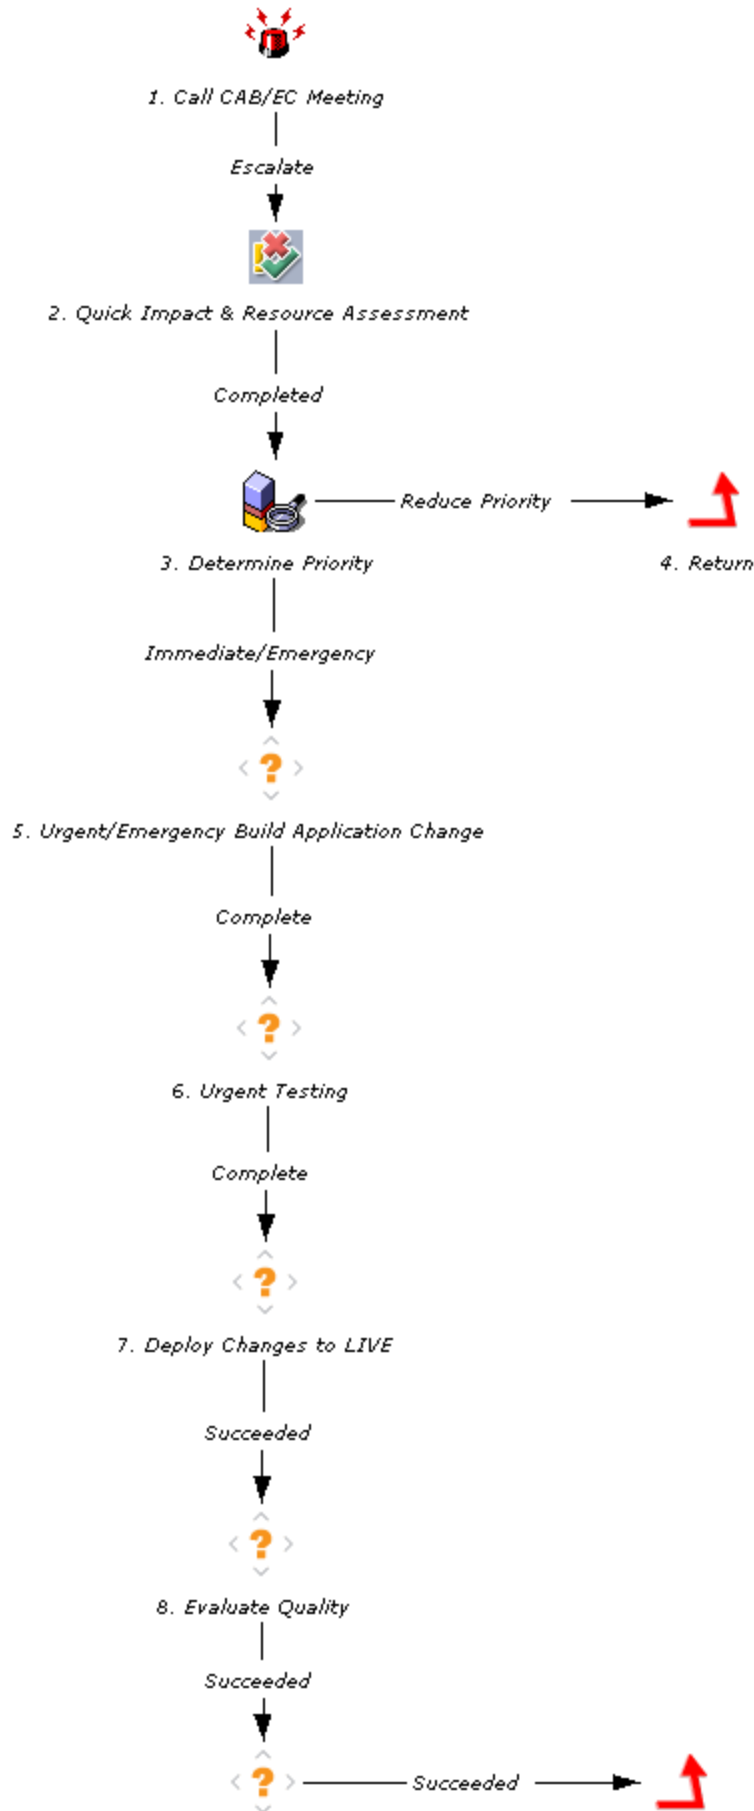 1. Call CAB/EC Meeting
Escalate
2. Quick Impact & Resource Assessment
Completed
Reduce Priority
3. Determine Priority
4. Return
Immediate/Emergency
5. Urgent/Emergency Build Application Change
Complete
6. Urgent Testing
Complete
7. Deploy Changes to LIVE
Succeeded
8. Evaluate Quality
Succeeded
Succeeded